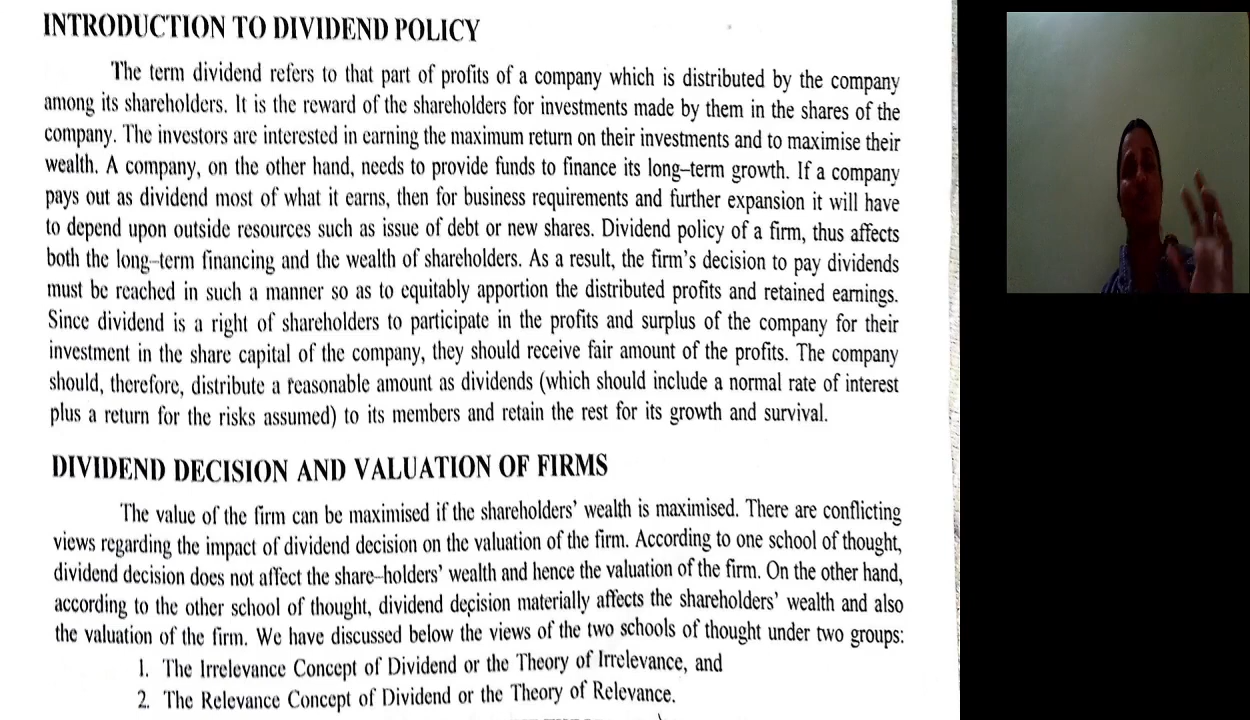 INTRODUCTION TO DIVIDEND POLICY
The term dividend refers to that part of profits of a company which is distributed by the company
among its shareholders. It is the reward of the shareholders for investments made by them in the shares of the
company. The investors are interested in earning the maximum return on their investments and to maximise their
wealth. A company, on the other hand, needs to provide funds to finance its long–term growth. If a company
pays out as dividend most of what it earns, then for business requirements and further expansion it will have
to depend upon outside resources such as issue of debt or new shares. Dividend policy of a firm, thus affects
both the long–term financing and the wealth of shareholders. As a result, the firm's decision to pay dividends
must be reached in such a manner so as to equitably apportion the distributed profits and retained earnings.
Since dividend is a right of shareholders to participate in the profits and surplus of the company for their
investment in the share capital of the company, they should receive fair amount of the profits. The company
should, therefore, distribute a reasonable amount as dividends (which should include a normal rate of interest
plus a return for the risks assumed) to its members and retain the rest for its growth and survival.
DIVIDEND DECISION AND VALUATION OF FIRMS
The value of the firm can be maximised if the shareholders' wealth is maximised. There are conflicting
views regarding the impact of dividend decision on the valuation of the firm. According to one school of thought,
dividend decision does not affect the share–holders' wealth and hence the valuation of the firm. On the other hand,
according to the other school of thought, dividend decision materially affects the shareholders' wealth and also
the valuation of the firm. We have discussed below the views of the two schools of thought under two groups:
1. The Irrelevance Concept of Dividend or the Theory of Irrelevance, and
2. The Relevance Concept of Dividend or the Theory of Relevance.